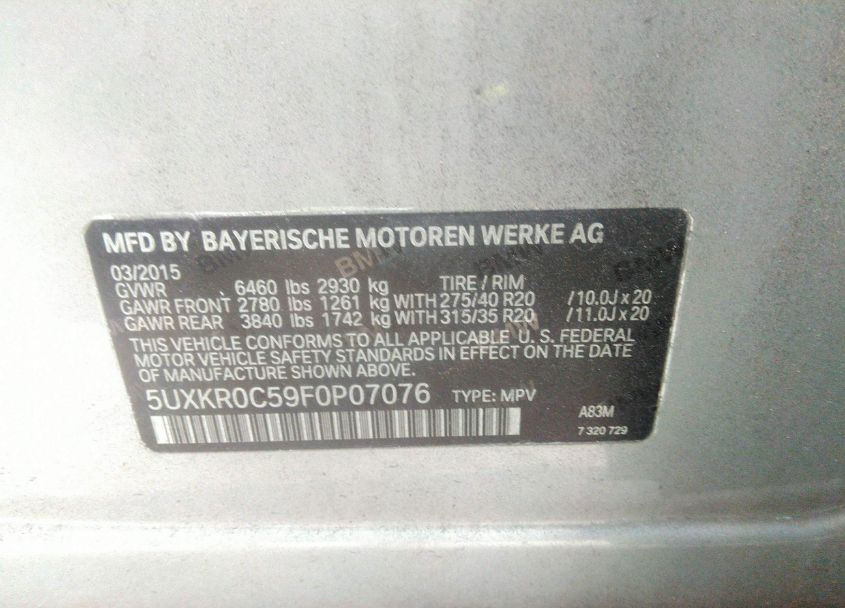 MFD BY BAYERISCHE MOTOREN WERKE AG
03/2015
GVWR 6460 lbs 2930 kg TIRE / RIM
GAWR FRONT 2780 lbs 1261 kg WITH 275/40 R20 /10.0J x 20
GAWR REAR 3840 lbs 1742 kg WITH 315/35 R20 /11.0J x 20
THIS VEHICLE CONFORMS TO ALL APPLICABLE U. S. FEDERAL
MOTOR VEHICLE SAFETY STANDARDS IN EFFECT ON THE DATE
OF MANUFACTURE SHOWN ABOVE.
5UXKR0C59F0P07076 TYPE: MPV
A83M
7 320 729